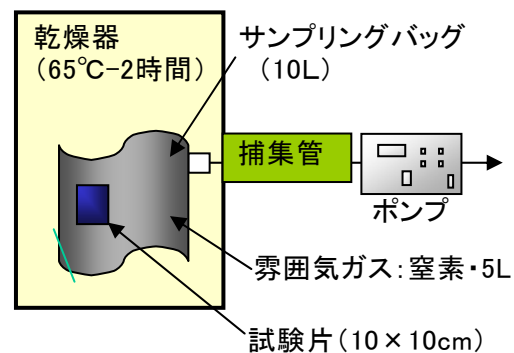 乾燥器
（65℃-2時間）
サンプリングバッグ
（10L）
捕集管
ポンプ
雰囲気ガス：窒素・5L
試験片（10×10cm）